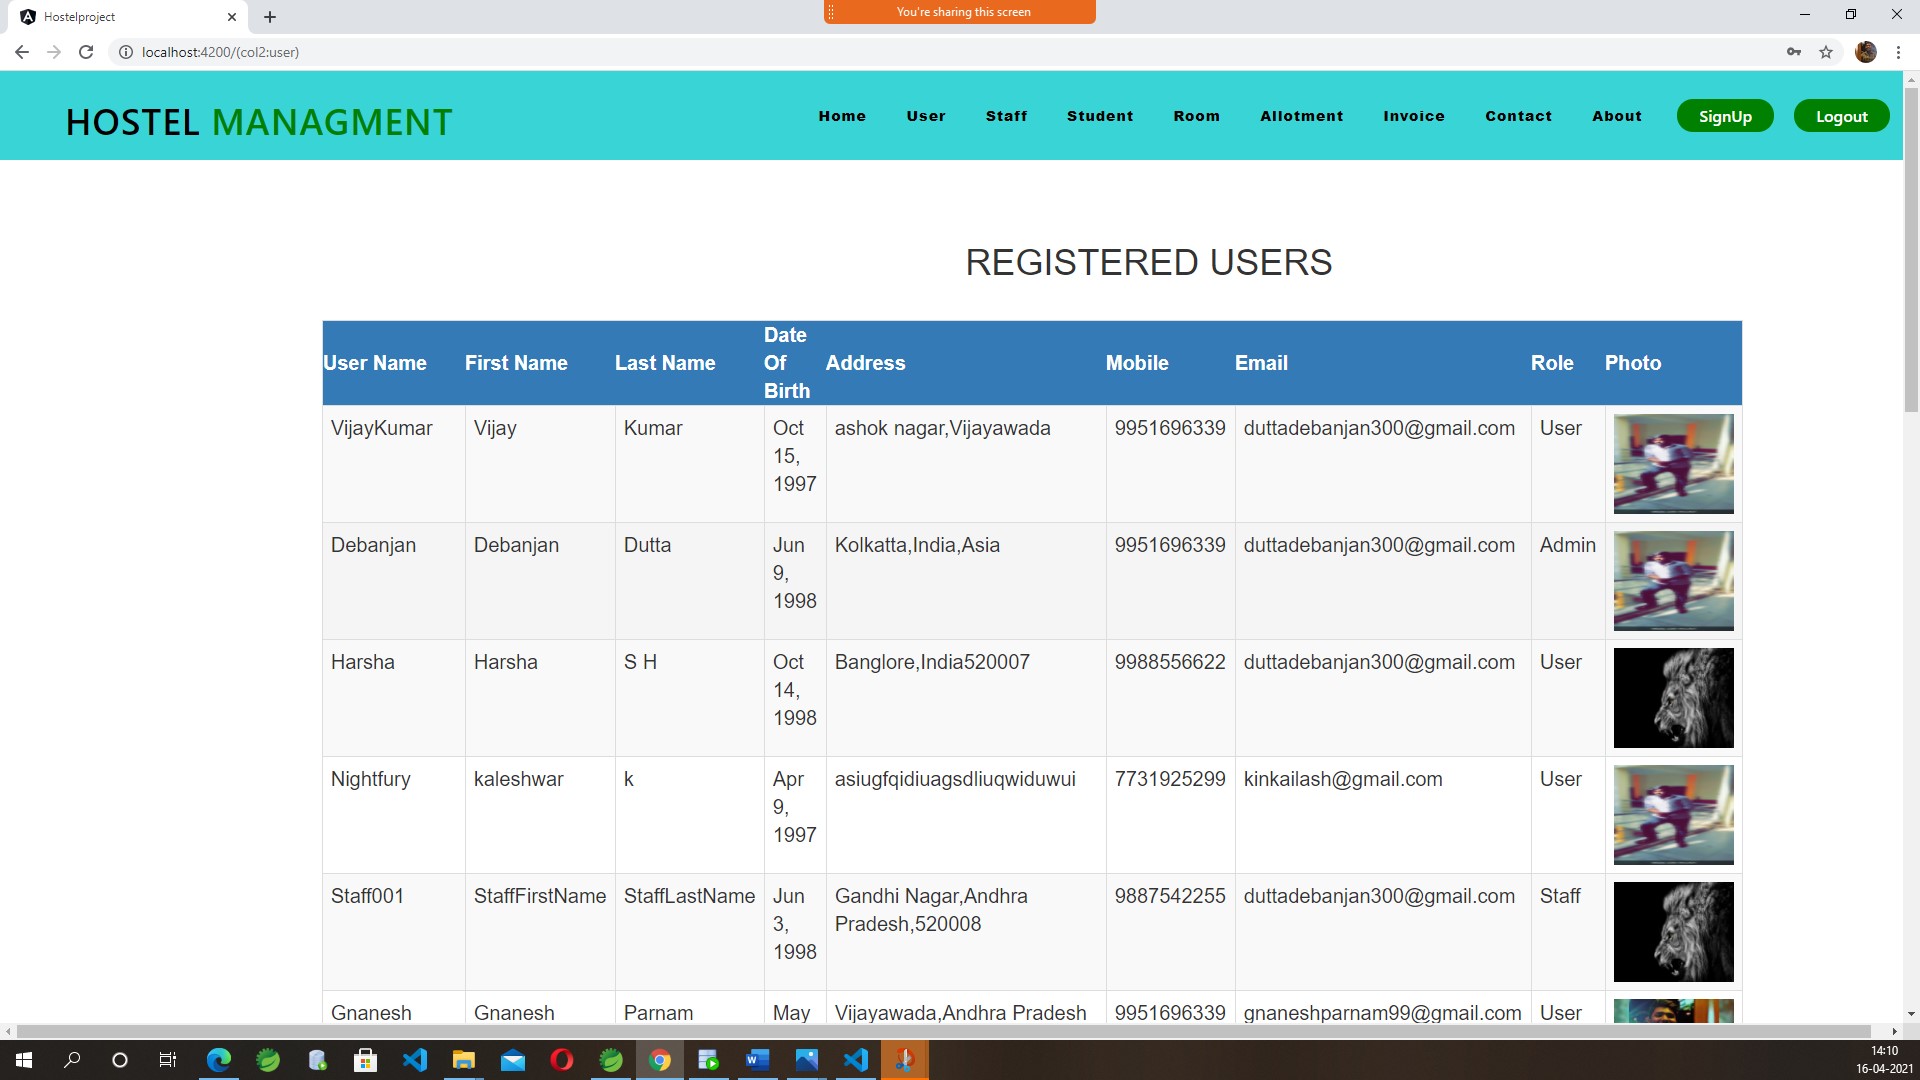 Hostelproject
You're sharing this screen
localhost:4200/(col2:user)
HOSTEL MANAGMENT
Home User Staff Student Room Allotment Invoice Contact About SignUp Logout
REGISTERED USERS
User Name First Name Last Name Date Of Birth Address Mobile Email Role Photo
VijayKumar Vijay Kumar Oct 15, 1997 ashok nagar,Vijayawada 9951696339 duttadebanjan300@gmail.com User
Debanjan Debanjan Dutta Jun 9, 1998 Kolkatta,India,Asia 9951696339 duttadebanjan300@gmail.com Admin
Harsha Harsha S H Oct 14, 1998 Banglore,India520007 9988556622 duttadebanjan300@gmail.com User
Nightfury kaleshwar k Apr 9, 1997 asiugfqidiuagsdliuqwiduwui 7731925299 kinkailash@gmail.com User
Staff001 StaffFirstName StaffLastName Jun 3, 1998 Gandhi Nagar,Andhra Pradesh,520008 9887542255 duttadebanjan300@gmail.com Staff
Gnanesh Gnanesh Parnam May Vijayawada,Andhra Pradesh 9951696339 gnaneshparnam99@gmail.com User
14:10
16-04-2021